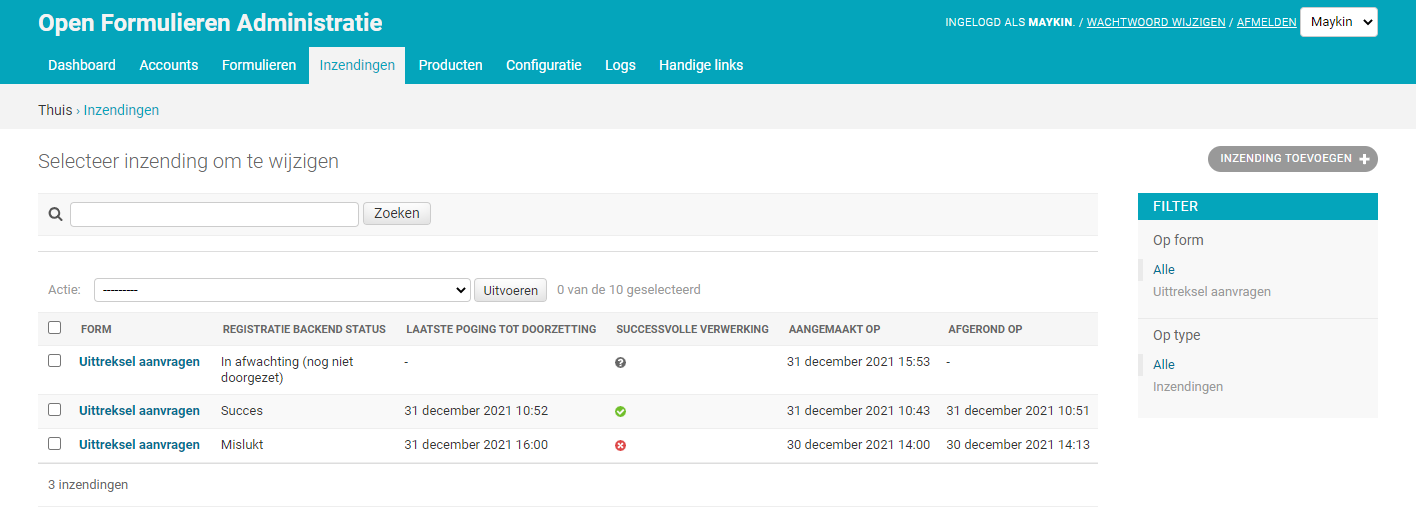 Open Formulieren Administratie
INGELOGD ALS MAYKIN. / WACHTWOORD WIJZIGEN / AFMELDEN Maykin
Dashboard Accounts Formulieren Inzendingen Producten Configuratie Logs Handige links
Thuis › Inzendingen
Selecteer inzending om te wijzigen
INZENDING TOEVOEGEN +
Zoeken
Actie: --------- Uitvoeren 0 van de 10 geselecteerd
FORM REGISTRATIE BACKEND STATUS LAATSTE POGING TOT DOORZETTING SUCCESSVOLLE VERWERKING AANGEMAAKT OP AFGEROND OP
Uittreksel aanvragen In afwachting (nog niet - 31 december 2021 15:53 -
doorgezet)
Uittreksel aanvragen Succes 31 december 2021 10:52 31 december 2021 10:43 31 december 2021 10:51
Uittreksel aanvragen Mislukt 31 december 2021 16:00 30 december 2021 14:00 30 december 2021 14:13
3 inzendingen
FILTER
Op form
Alle
Uittreksel aanvragen
Op type
Alle
Inzendingen